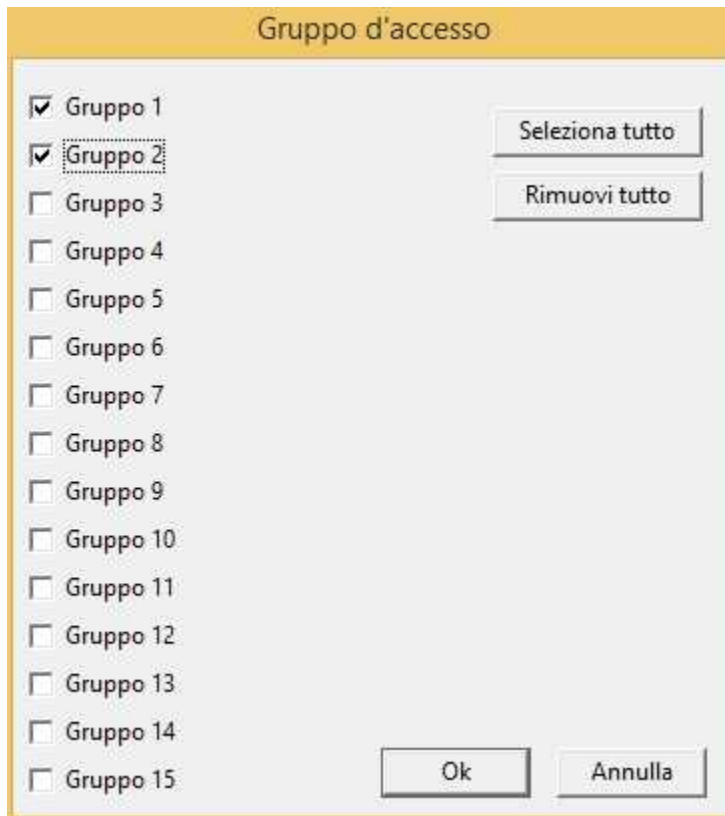 Gruppo d'accesso
Gruppo 1
Seleziona tutto
Gruppo 2
Rimuovi tutto
Gruppo 3
Gruppo 4
Gruppo 5
Gruppo 6
Gruppo 7
Gruppo 8
Gruppo 9
Gruppo 10
Gruppo 11
Gruppo 12
Gruppo 13
Gruppo 14
Gruppo 15
Ok
Annulla